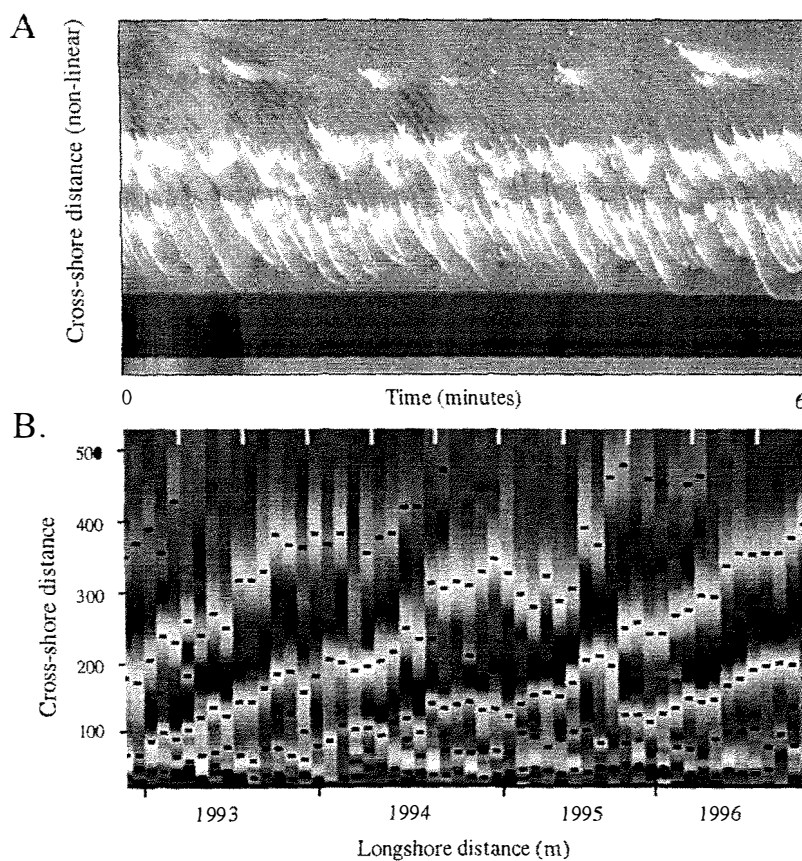 A
Cross-shore distance (non-linear)
0
Time (minutes)
6
B.
500
400
300
200
100
Cross-shore distance
1993
1994
1995
1996
Longshore distance (m)